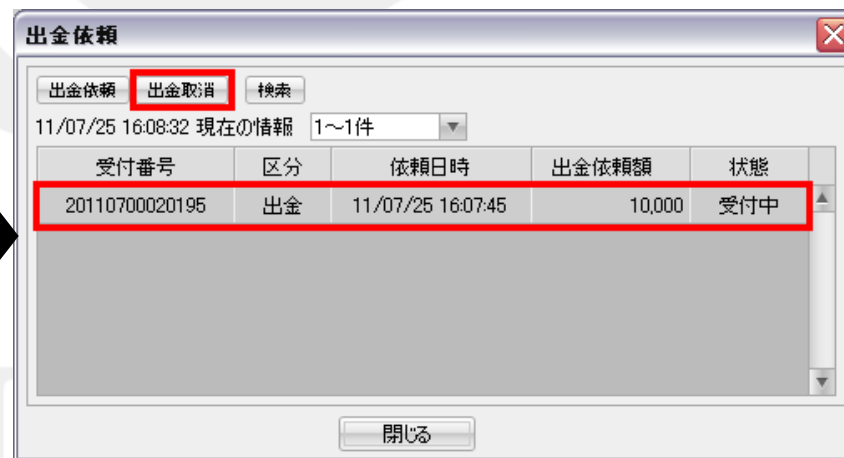 出金依頼
出金依頼 出金取消 検索
11/07/25 16:08:32 現在の情報 1～1件
受付番号 区分 依頼日時 出金依頼額 状態
20110700020195 出金 11/07/25 16:07:45 10,000 受付中
閉じる